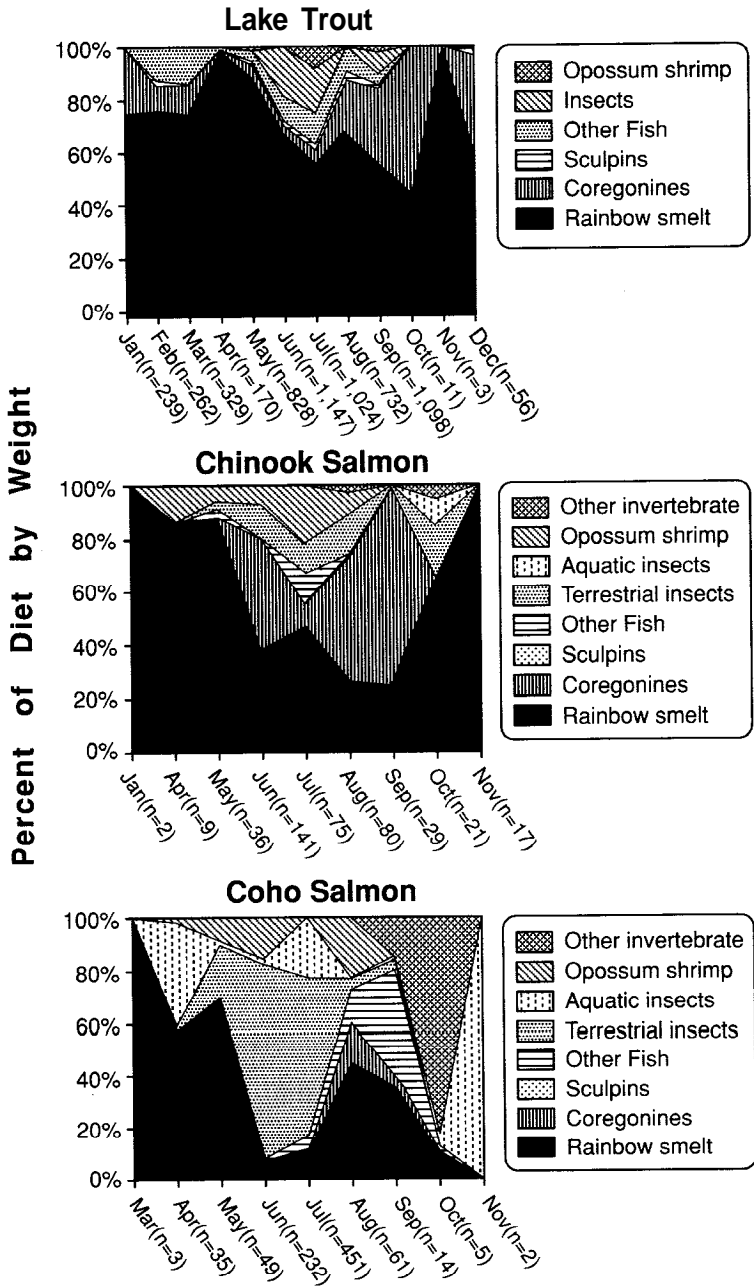 Percent of Diet by Weight
Lake Trout
100%
80%
60%
40%
20%
0%
Jan(n=239)
Feb(n=262)
Mar(n=329)
Apr(n=170)
May(n=828)
Jun(n=1,147)
Jul(n=1,024)
Aug(n=732)
Sep(n=1,098)
Oct(n=11)
Nov(n=3)
Dec(n=56)
Opossum shrimp
Insects
Other Fish
Sculpins
Coregonines
Rainbow smelt
Chinook Salmon
100%
80%
60%
40%
20%
0%
Jan(n=2)
Apr(n=9)
May(n=36)
Jun(n=141)
Jul(n=75)
Aug(n=80)
Sep(n=29)
Oct(n=21)
Nov(n=17)
Other invertebrate
Opossum shrimp
Aquatic insects
Terrestrial insects
Other Fish
Sculpins
Coregonines
Rainbow smelt
Coho Salmon
100%
80%
60%
40%
20%
0%
Mar(n=3)
Apr(n=35)
May(n=49)
Jun(n=232)
Jul(n=451)
Aug(n=61)
Sep(n=14)
Oct(n=5)
Nov(n=2)
Other invertebrate
Opossum shrimp
Aquatic insects
Terrestrial insects
Other Fish
Sculpins
Coregonines
Rainbow smelt